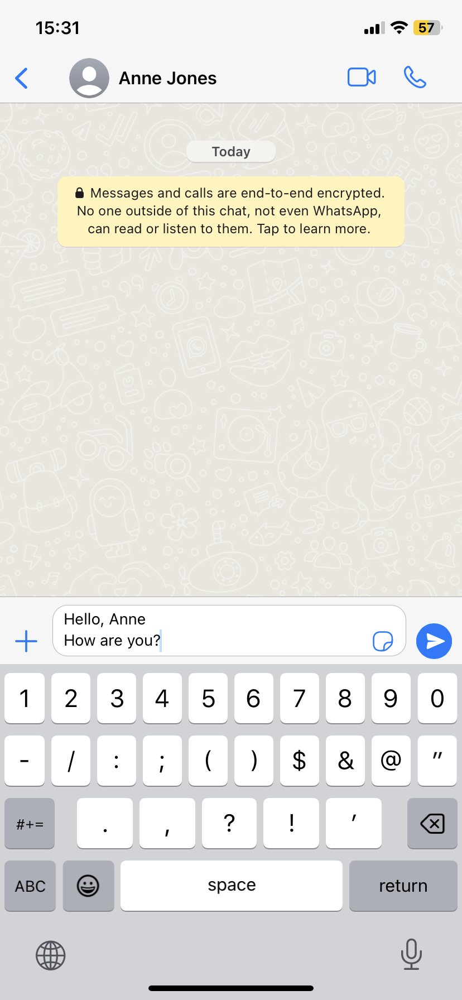 15:31
57
Anne Jones
Today
Messages and calls are end-to-end encrypted.
No one outside of this chat, not even WhatsApp,
can read or listen to them. Tap to learn more.
Hello, Anne
How are you?
1 2 3 4 5 6 7 8 9 0
- / : ; ( ) $ & @ "
#+= . , ? ! '
ABC space return